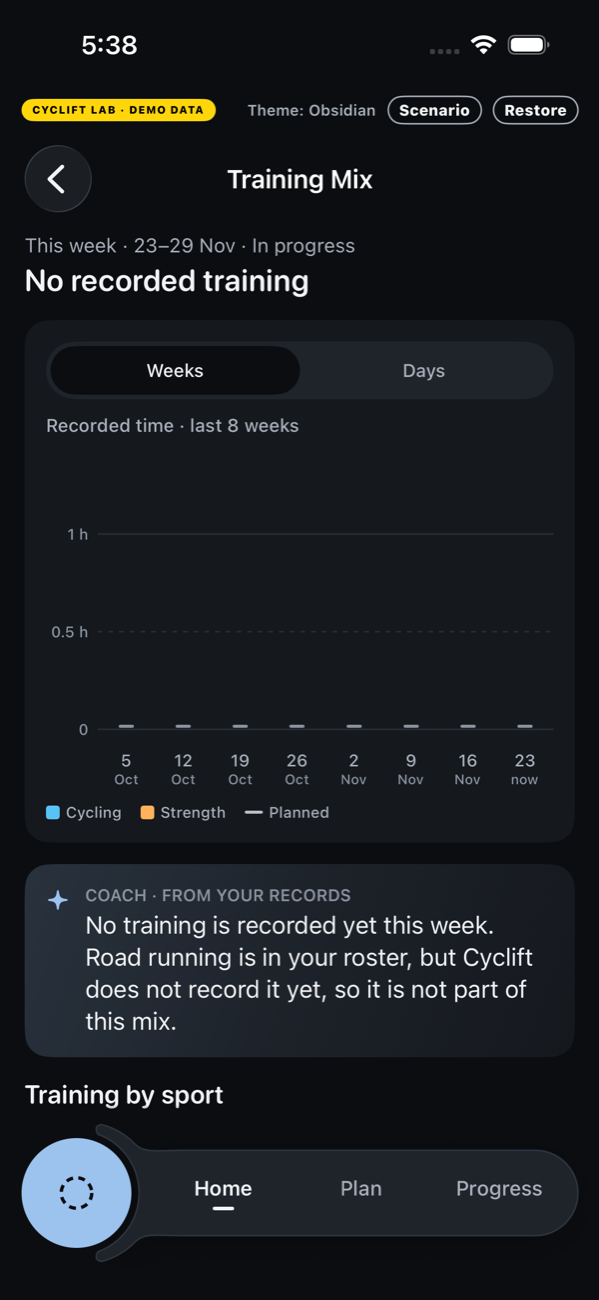 5:38
CYCLIFT LAB · DEMO DATA
Theme: Obsidian
Scenario
Restore
Training Mix
This week · 23–29 Nov · In progress
No recorded training
Weeks
Days
Recorded time · last 8 weeks
1 h
0.5 h
0
5 12 19 26 2 9 16 23
Oct Oct Oct Oct Nov Nov Nov now
Cycling
Strength
Planned
COACH · FROM YOUR RECORDS
No training is recorded yet this week.
Road running is in your roster, but Cyclift
does not record it yet, so it is not part of
this mix.
Training by sport
Home
Plan
Progress